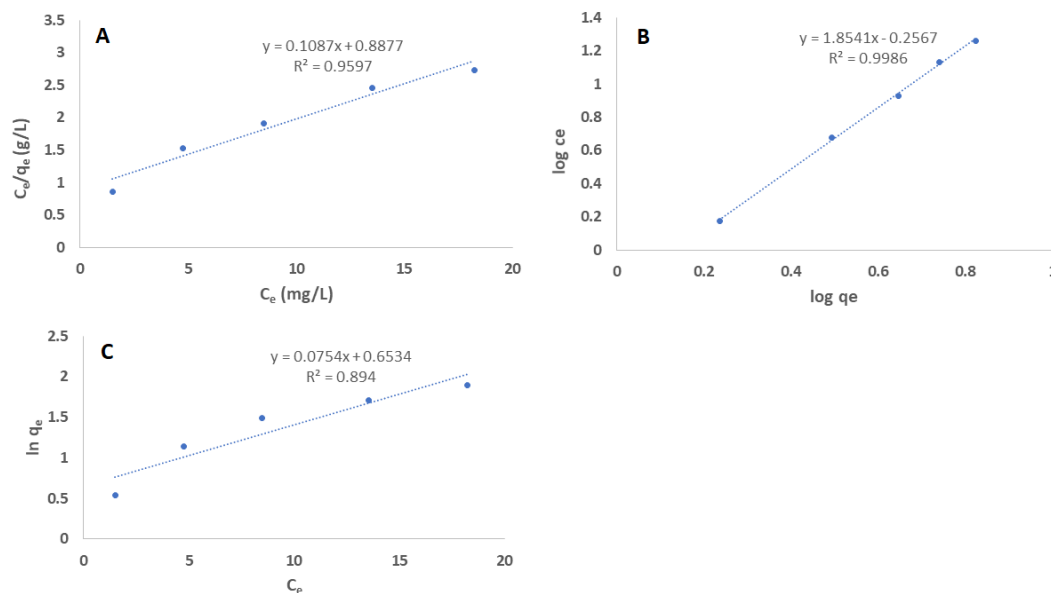 A
y = 0.1087x + 0.8877
R² = 0.9597
3.5
3
2.5
2
1.5
1
0.5
0
Cₑ/qₑ (g/L)
0 5 10 15 20
Cₑ (mg/L)
B
y = 1.8541x - 0.2567
R² = 0.9986
1.4
1.2
1
0.8
0.6
0.4
0.2
0
log ce
0 0.2 0.4 0.6 0.8 1
log qe
C
y = 0.0754x + 0.6534
R² = 0.894
2.5
2
1.5
1
0.5
0
ln qₑ
0 5 10 15 20
Cₑ